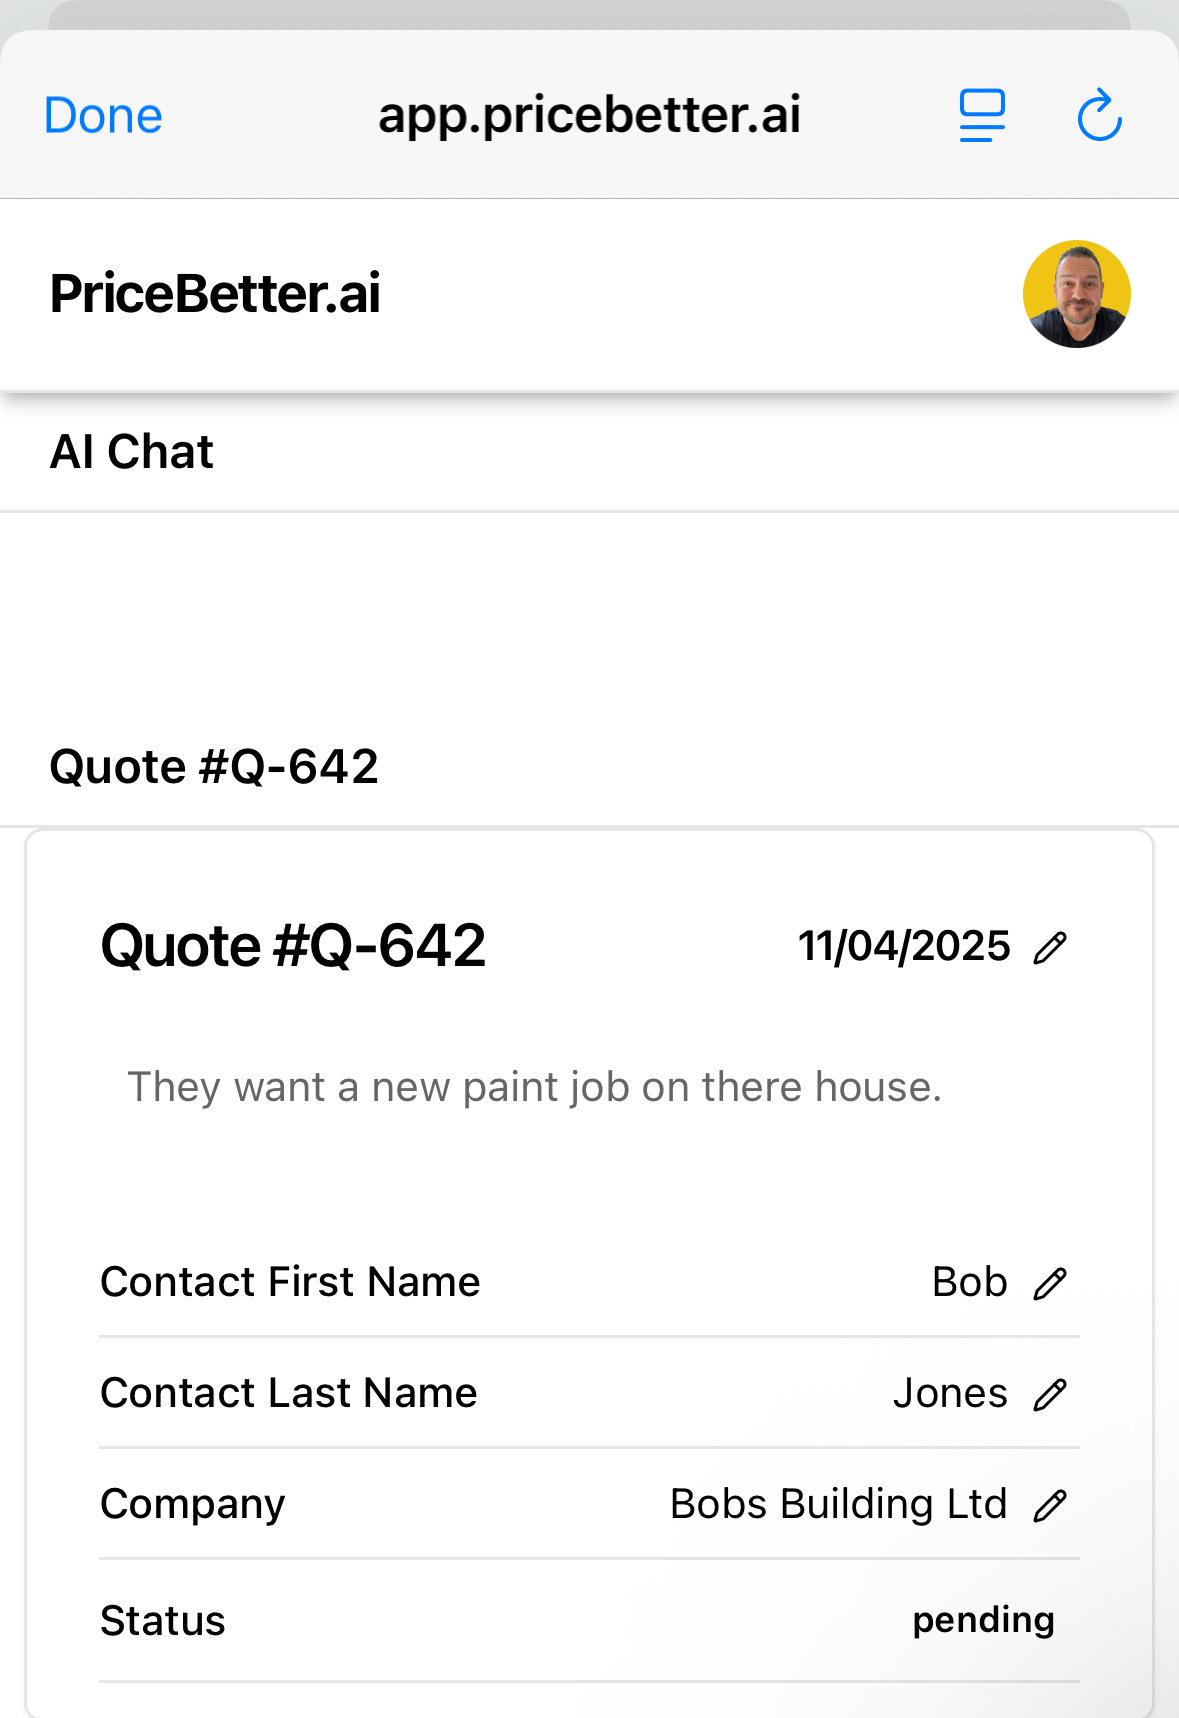 Done app.pricebetter.ai
PriceBetter.ai
AI Chat
Quote #Q-642
Quote #Q-642 11/04/2025
They want a new paint job on there house.
Contact First Name Bob
Contact Last Name Jones
Company Bobs Building Ltd
Status pending